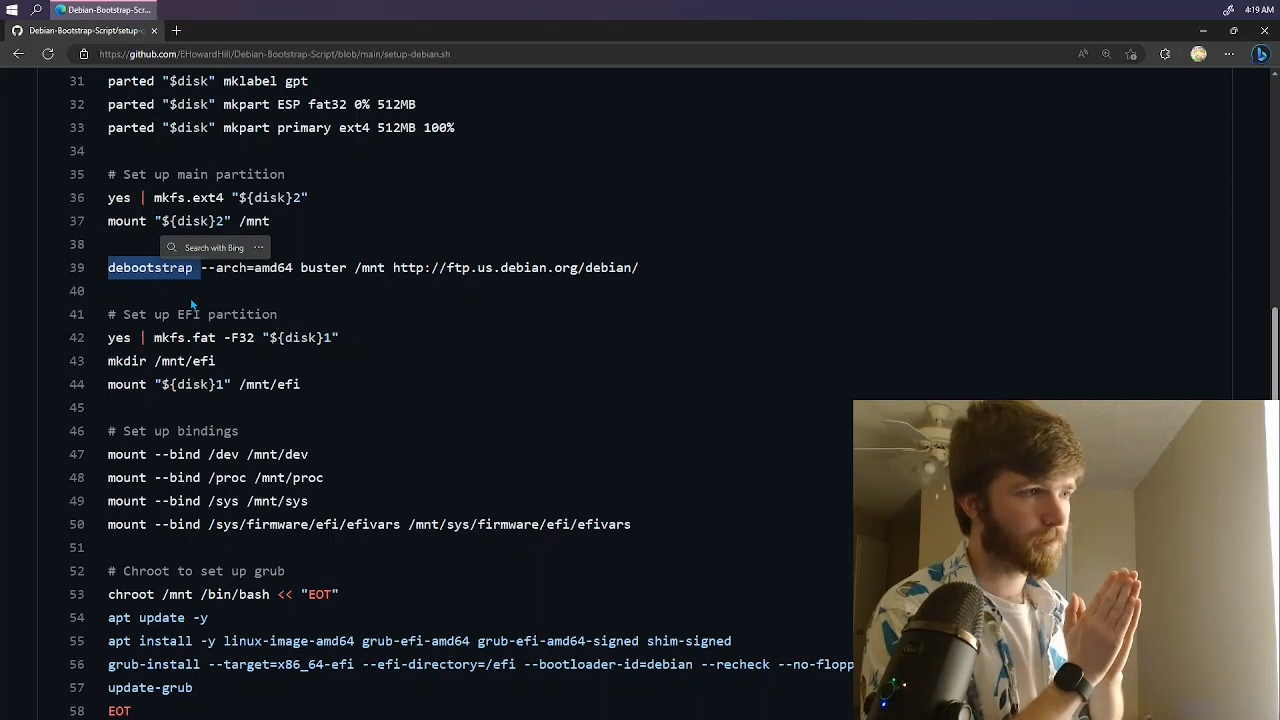 Debian-Bootstrap-Scr...
4:19 AM
Debian-Bootstrap-Script/setup-
https://github.com/EHowardHill/Debian-Bootstrap-Script/blob/main/setup-debian.sh
31 parted "$disk" mklabel gpt
32 parted "$disk" mkpart ESP fat32 0% 512MB
33 parted "$disk" mkpart primary ext4 512MB 100%
34
35 # Set up main partition
36 yes | mkfs.ext4 "${disk}2"
37 mount "${disk}2" /mnt
38
Search with Bing ···
39 debootstrap --arch=amd64 buster /mnt http://ftp.us.debian.org/debian/
40
41 # Set up EFI partition
42 yes | mkfs.fat -F32 "${disk}1"
43 mkdir /mnt/efi
44 mount "${disk}1" /mnt/efi
45
46 # Set up bindings
47 mount --bind /dev /mnt/dev
48 mount --bind /proc /mnt/proc
49 mount --bind /sys /mnt/sys
50 mount --bind /sys/firmware/efi/efivars /mnt/sys/firmware/efi/efivars
51
52 # Chroot to set up grub
53 chroot /mnt /bin/bash << "EOT"
54 apt update -y
55 apt install -y linux-image-amd64 grub-efi-amd64 grub-efi-amd64-signed shim-signed
56 grub-install --target=x86_64-efi --efi-directory=/efi --bootloader-id=debian --recheck --no-flopp
57 update-grub
58 EOT